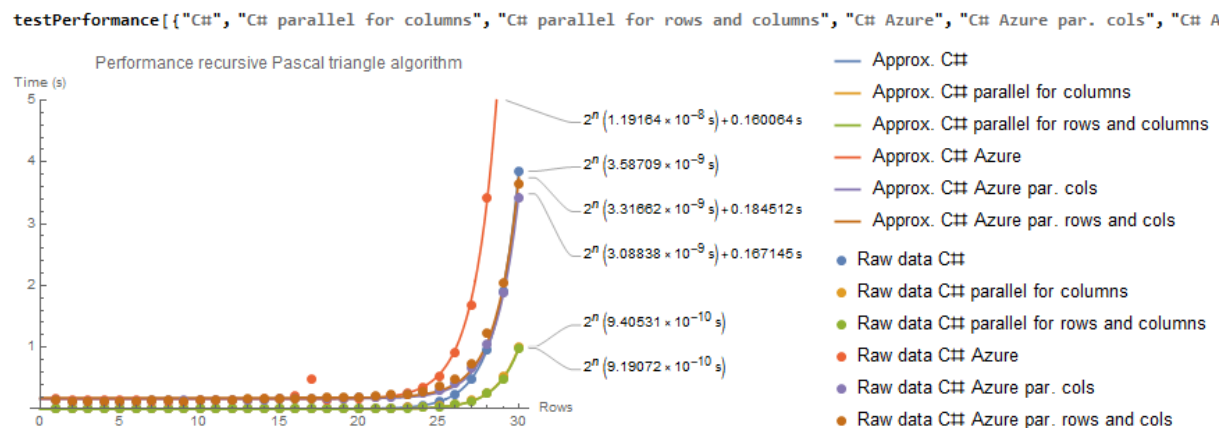 testPerformance[{"C#", "C# parallel for columns", "C# parallel for rows and columns", "C# Azure", "C# Azure par. cols", "C# A
Performance recursive Pascal triangle algorithm
Time (s)
5
4
3
2
1
0 5 10 15 20 25 30
Rows
2^n (1.19164 × 10^-8 s) + 0.160064 s
2^n (3.58709 × 10^-9 s)
2^n (3.31662 × 10^-9 s) + 0.184512 s
2^n (3.08838 × 10^-9 s) + 0.167145 s
2^n (9.40531 × 10^-10 s)
2^n (9.19072 × 10^-10 s)
Approx. C#
Approx. C# parallel for columns
Approx. C# parallel for rows and columns
Approx. C# Azure
Approx. C# Azure par. cols
Approx. C# Azure par. rows and cols
Raw data C#
Raw data C# parallel for columns
Raw data C# parallel for rows and columns
Raw data C# Azure
Raw data C# Azure par. cols
Raw data C# Azure par. rows and cols